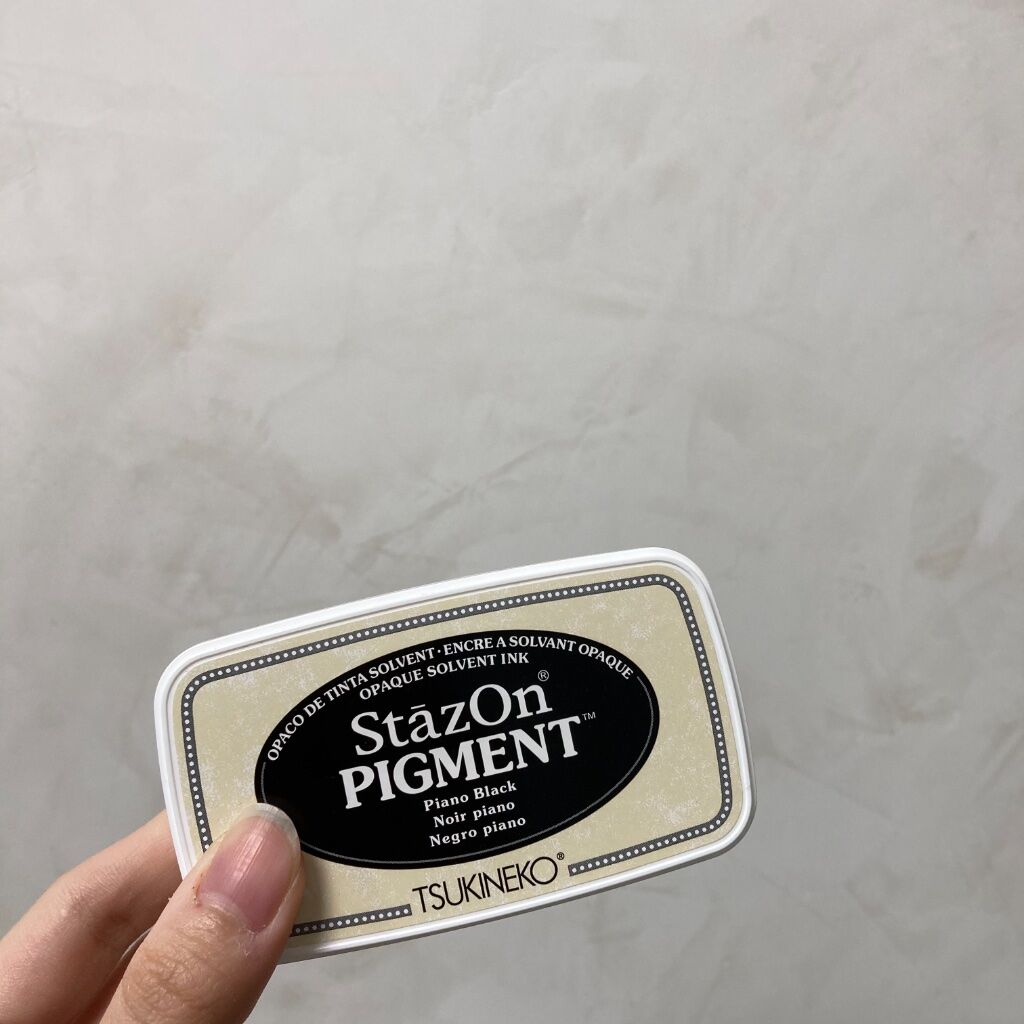 OPACO DE TINTA SOLVENT · ENCRE A SOLVANT OPAQUE
OPAQUE SOLVENT INK
StāzOn®
PIGMENT™
Piano Black
Noir piano
Negro piano
TSUKINEKO®